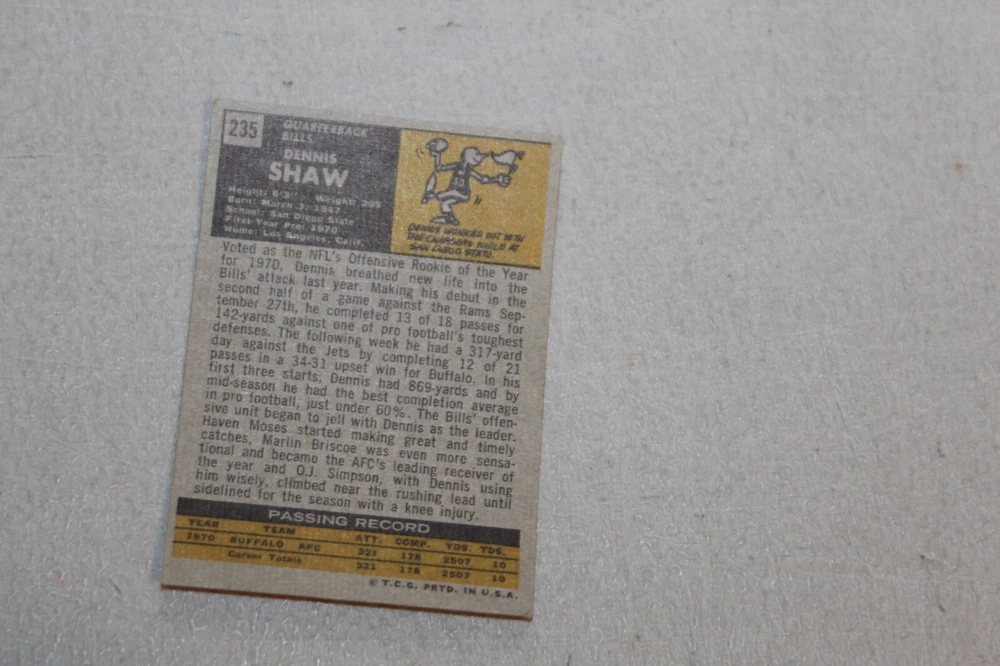 235
QUARTERBACK
BILLS
DENNIS
SHAW
Height: 6'3" Weight: 205
Born: March 3, 1947
School: San Diego State
First Year Pro: 1970
Home: Los Angeles, Calif.
DENNIS WORKED OUT WITH
THE CHARGERS WHILE AT
SAN DIEGO STATE.
Voted as the NFL's Offensive Rookie of the Year
for 1970, Dennis breathed new life into the
Bills' attack last year. Making his debut in the
second half of a game against the Rams Sep-
tember 27th, he completed 13 of 18 passes for
142-yards against one of pro football's toughest
defenses. The following week he had a 317-yard
day against the Jets by completing 12 of 21
passes in a 34-31 upset win for Buffalo. In his
first three starts, Dennis had 869-yards and by
mid-season he had the best completion average
in pro football, just under 60%. The Bills' offen-
sive unit began to jell with Dennis as the leader.
Haven Moses started making great and timely
catches, Marlin Briscoe was even more sensa-
tional and became the AFC's leading receiver of
the year and O.J. Simpson, with Dennis using
him wisely, climbed near the rushing lead until
sidelined for the season with a knee injury.
PASSING RECORD
YEAR TEAM ATT. COMP. YDS. TDS.
1970 BUFFALO AFC 321 178 2507 10
Career Totals 321 178 2507 10
© T.C.G. PRTD. IN U.S.A.